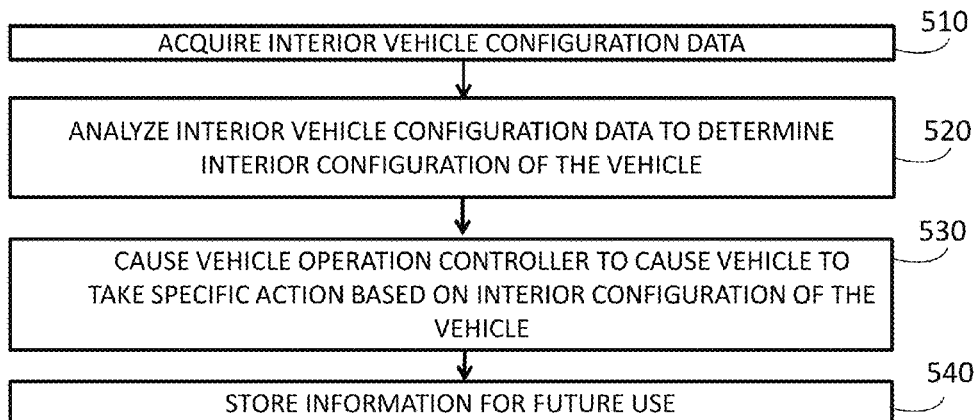 510
ACQUIRE INTERIOR VEHICLE CONFIGURATION DATA
520
ANALYZE INTERIOR VEHICLE CONFIGURATION DATA TO DETERMINE
INTERIOR CONFIGURATION OF THE VEHICLE
530
CAUSE VEHICLE OPERATION CONTROLLER TO CAUSE VEHICLE TO
TAKE SPECIFIC ACTION BASED ON INTERIOR CONFIGURATION OF THE
VEHICLE
540
STORE INFORMATION FOR FUTURE USE